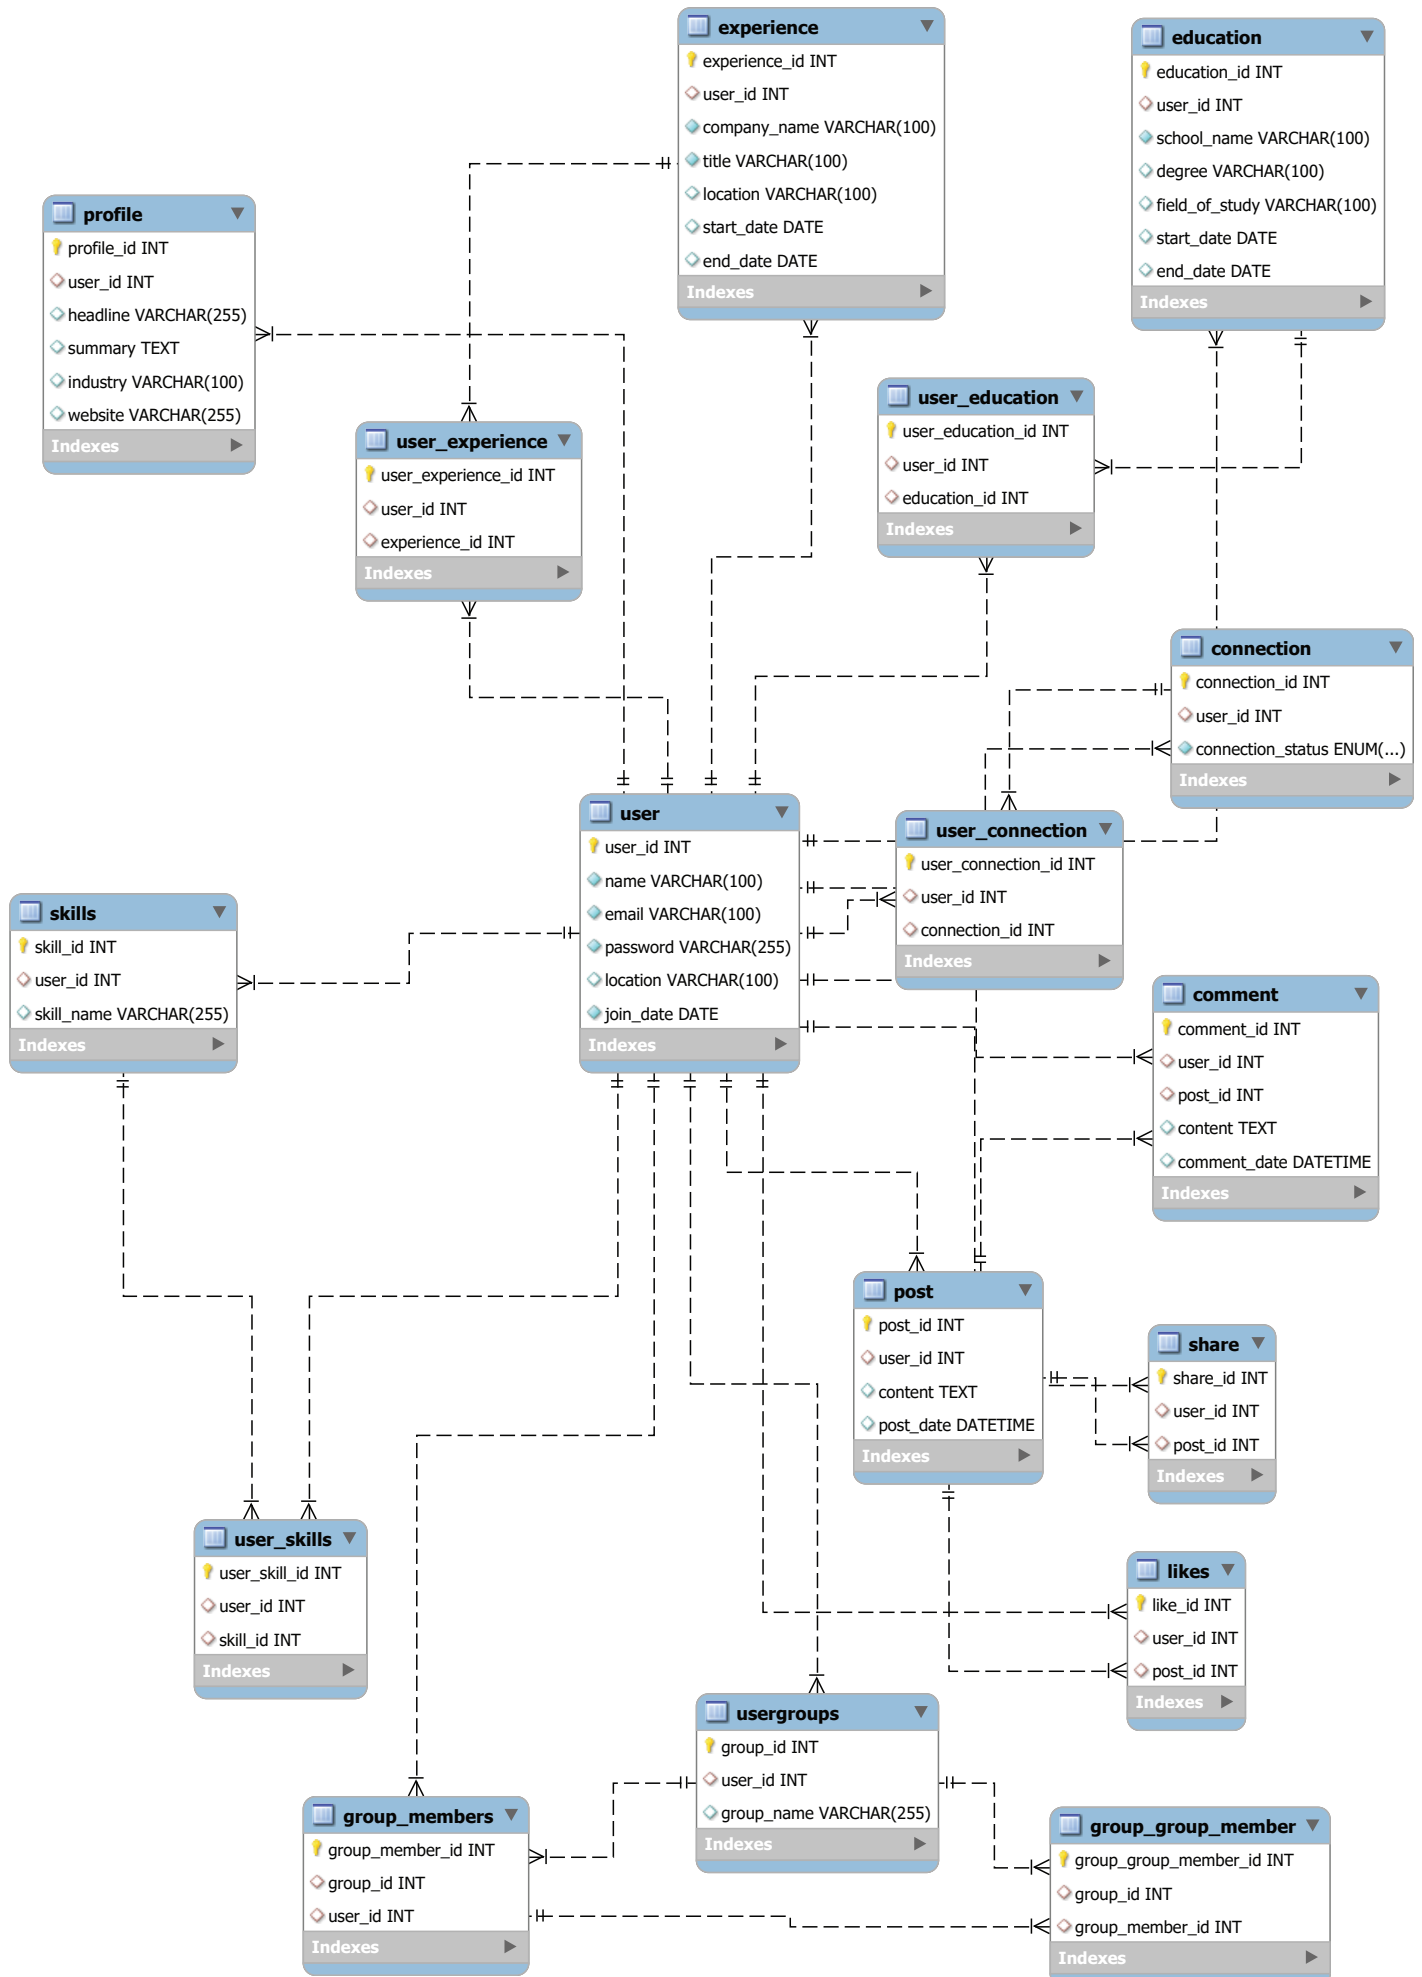 experience
experience_id INT
user_id INT
company_name VARCHAR(100)
title VARCHAR(100)
location VARCHAR(100)
start_date DATE
end_date DATE
Indexes
education
education_id INT
user_id INT
school_name VARCHAR(100)
degree VARCHAR(100)
field_of_study VARCHAR(100)
start_date DATE
end_date DATE
Indexes
profile
profile_id INT
user_id INT
headline VARCHAR(255)
summary TEXT
industry VARCHAR(100)
website VARCHAR(255)
Indexes
user_experience
user_experience_id INT
user_id INT
experience_id INT
Indexes
user_education
user_education_id INT
user_id INT
education_id INT
Indexes
connection
connection_id INT
user_id INT
connection_status ENUM(...)
Indexes
user
user_id INT
name VARCHAR(100)
email VARCHAR(100)
password VARCHAR(255)
location VARCHAR(100)
join_date DATE
Indexes
user_connection
user_connection_id INT
user_id INT
connection_id INT
Indexes
skills
skill_id INT
user_id INT
skill_name VARCHAR(255)
Indexes
comment
comment_id INT
user_id INT
post_id INT
content TEXT
comment_date DATETIME
Indexes
post
post_id INT
user_id INT
content TEXT
post_date DATETIME
Indexes
share
share_id INT
user_id INT
post_id INT
Indexes
user_skills
user_skill_id INT
user_id INT
skill_id INT
Indexes
likes
like_id INT
user_id INT
post_id INT
Indexes
usergroups
group_id INT
user_id INT
group_name VARCHAR(255)
Indexes
group_members
group_member_id INT
group_id INT
user_id INT
Indexes
group_group_member
group_group_member_id INT
group_id INT
group_member_id INT
Indexes